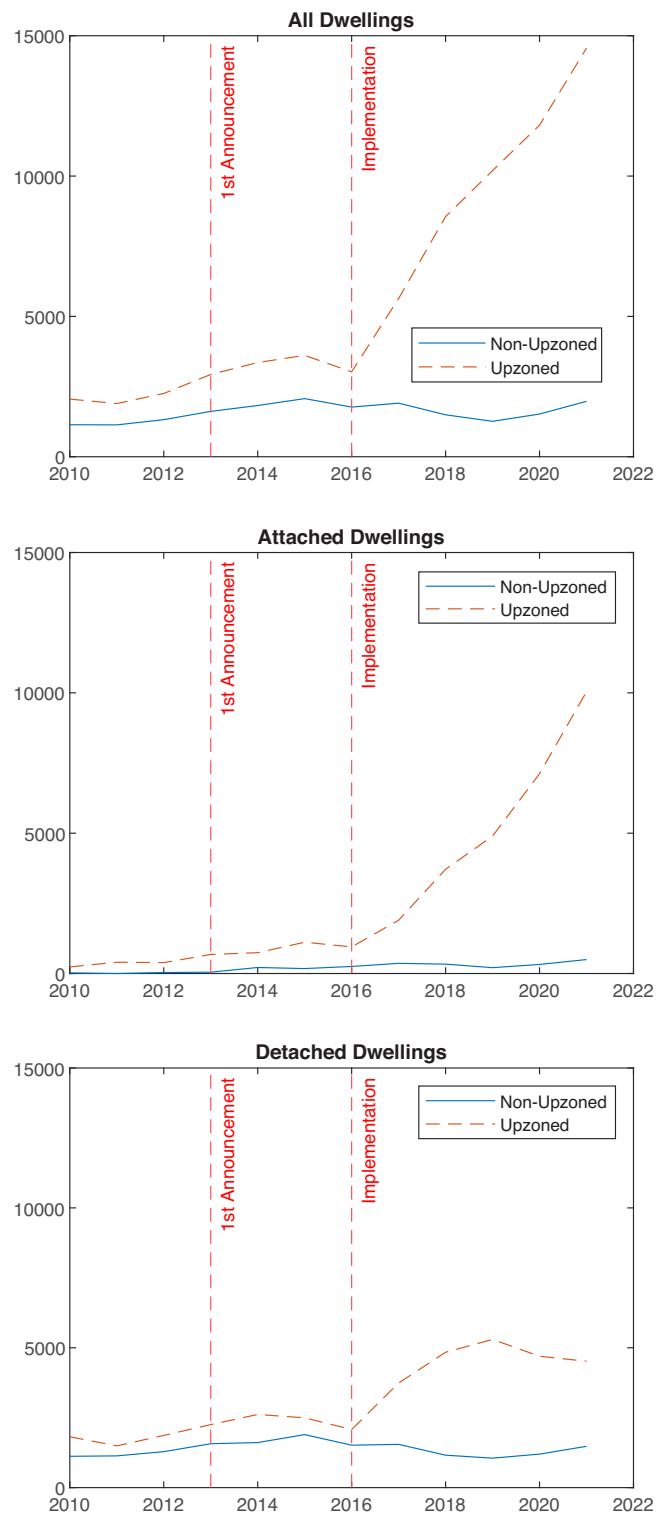 All Dwellings
15000
10000
5000
0
1st Announcement
Implementation
Non-Upzoned
Upzoned
2010 2012 2014 2016 2018 2020 2022
Attached Dwellings
15000
10000
5000
0
1st Announcement
Implementation
Non-Upzoned
Upzoned
2010 2012 2014 2016 2018 2020 2022
Detached Dwellings
15000
10000
5000
0
1st Announcement
Implementation
Non-Upzoned
Upzoned
2010 2012 2014 2016 2018 2020 2022